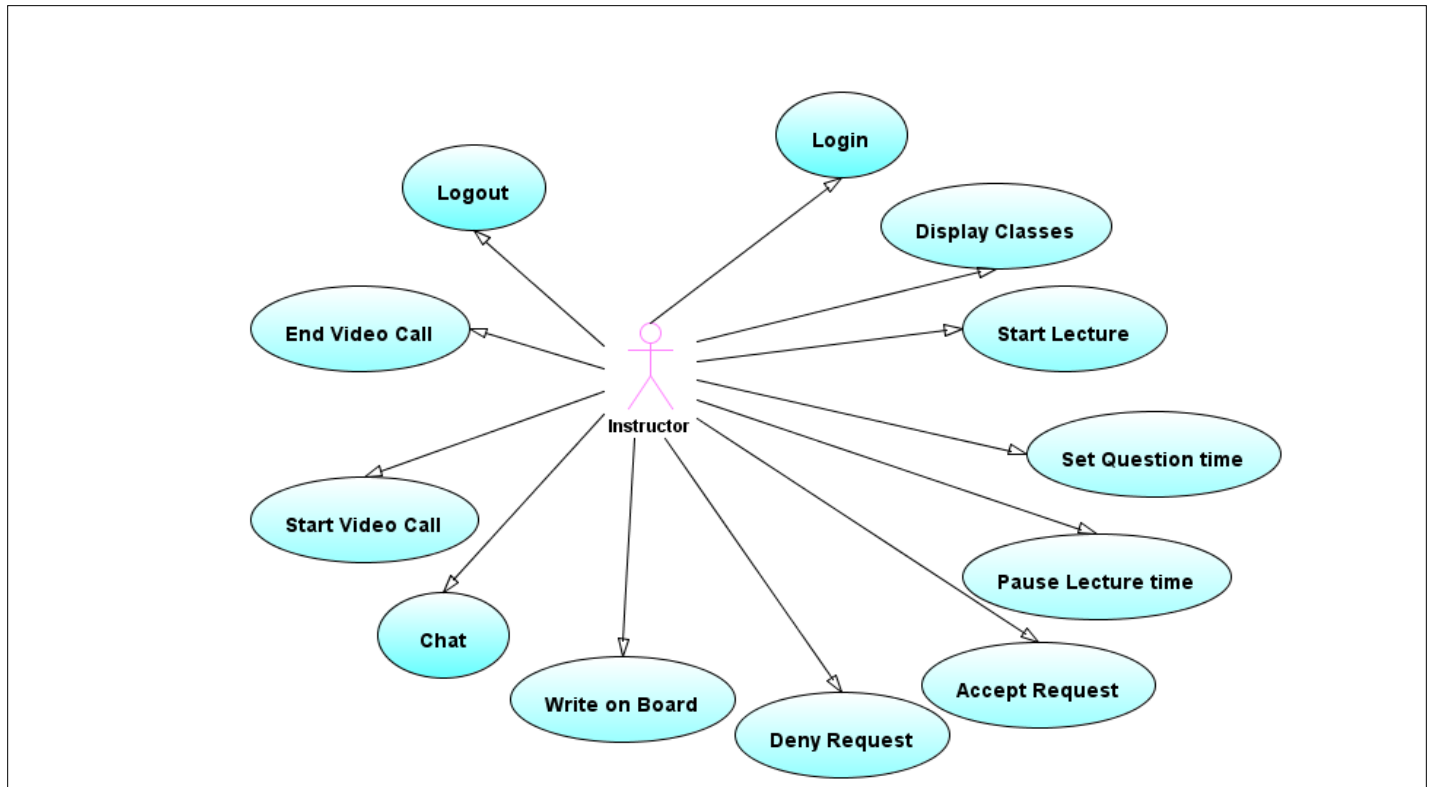 Login
Logout
Display Classes
End Video Call
Start Lecture
Instructor
Set Question time
Start Video Call
Pause Lecture time
Chat
Accept Request
Write on Board
Deny Request